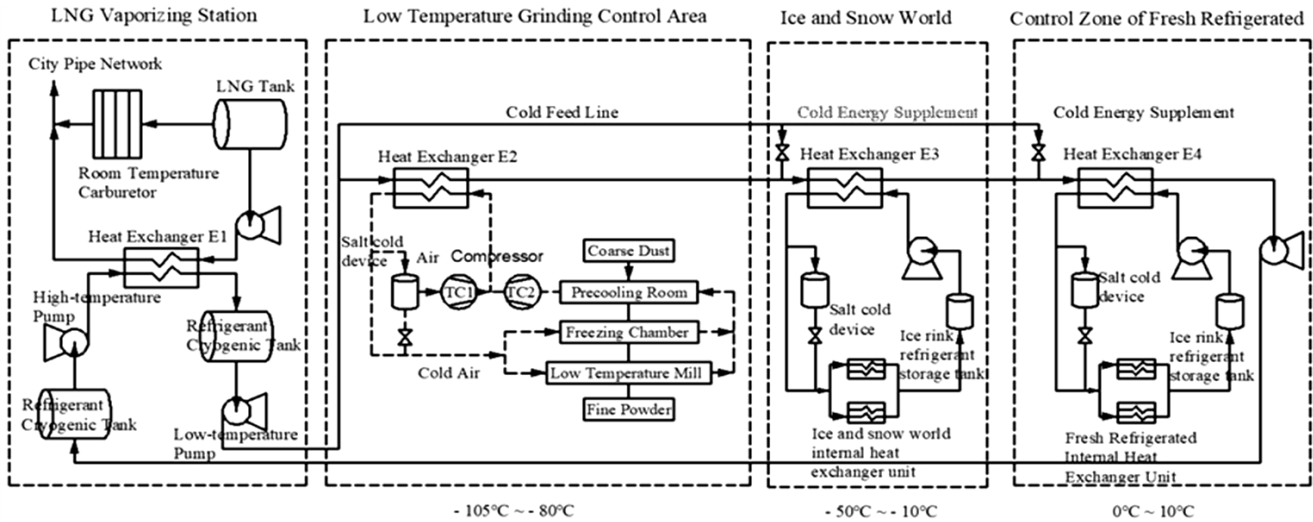 LNG Vaporizing Station
City Pipe Network
LNG Tank
Room Temperature
Carburetor
Heat Exchanger E1
High-temperature
Pump
Refrigerant
Cryogenic Tank
Refrigerant
Cryogenic Tank
Low-temperature
Pump
Low Temperature Grinding Control Area
Cold Feed Line
Heat Exchanger E2
Salt cold
device
Air
Compressor
TC1
TC2
Coarse Dust
Precooling Room
Freezing Chamber
Low Temperature Mill
Fine Powder
Cold Air
- 105℃ ~ - 80℃
Ice and Snow World
Cold Energy Supplement
Heat Exchanger E3
Salt cold
device
Ice rink
refrigerant
storage tank
Ice and snow world
internal heat
exchanger unit
- 50℃ ~ - 10℃
Control Zone of Fresh Refrigerated
Cold Energy Supplement
Heat Exchanger E4
Salt cold
device
Ice rink
refrigerant
storage tank
Fresh Refrigerated
Internal Heat
Exchanger Unit
0℃ ~ 10℃